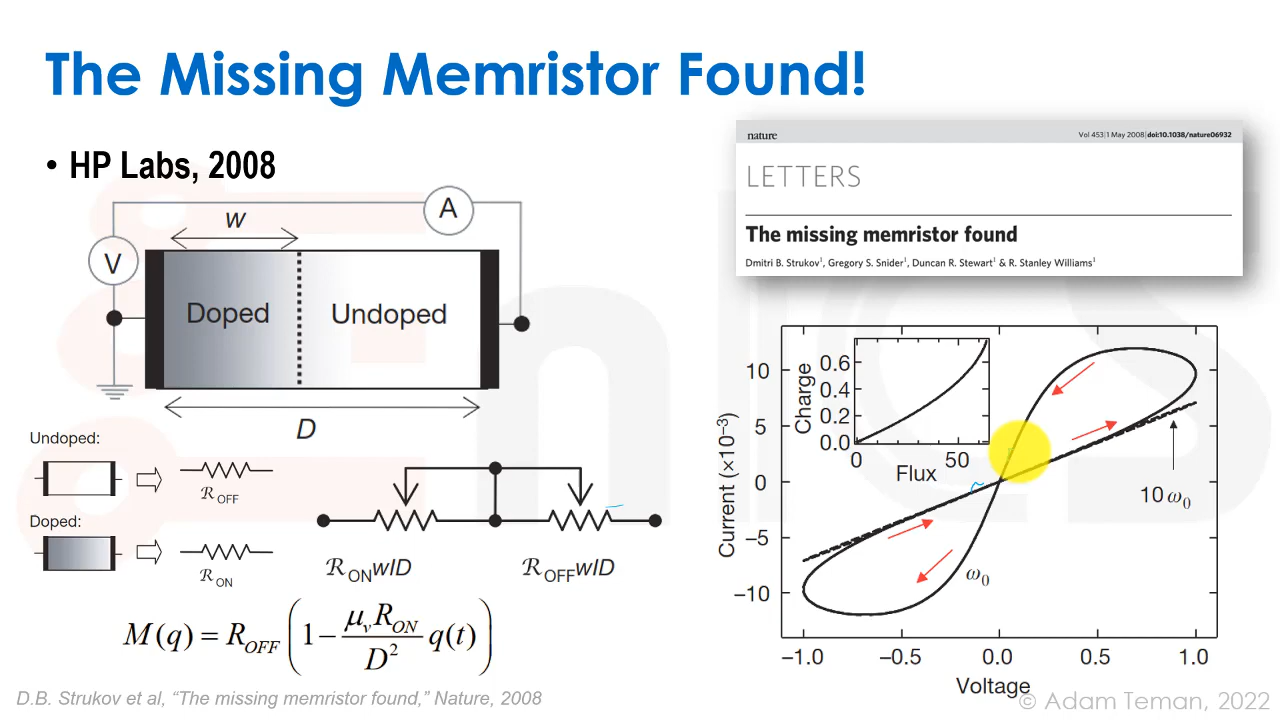 The Missing Memristor Found!
• HP Labs, 2008
nature
Vol 453|1 May 2008|doi:10.1038/nature06932
LETTERS
The missing memristor found
Dmitri B. Strukov¹, Gregory S. Snider¹, Duncan R. Stewart¹ & R. Stanley Williams¹
A
w
V
Doped
Undoped
D
Undoped:
ℛOFF
Doped:
ℛON
ℛONw/D
ℛOFFw/D
M(q) = R_OFF (1 − μ_v R_ON / D² q(t))
Charge
0.6
0.4
0.2
0.0
0
50
Flux
Current (×10⁻³)
10
5
0
−5
−10
10 ω₀
ω₀
−1.0
−0.5
0.0
0.5
1.0
Voltage
D.B. Strukov et al, “The missing memristor found,” Nature, 2008
© Adam Teman, 2022